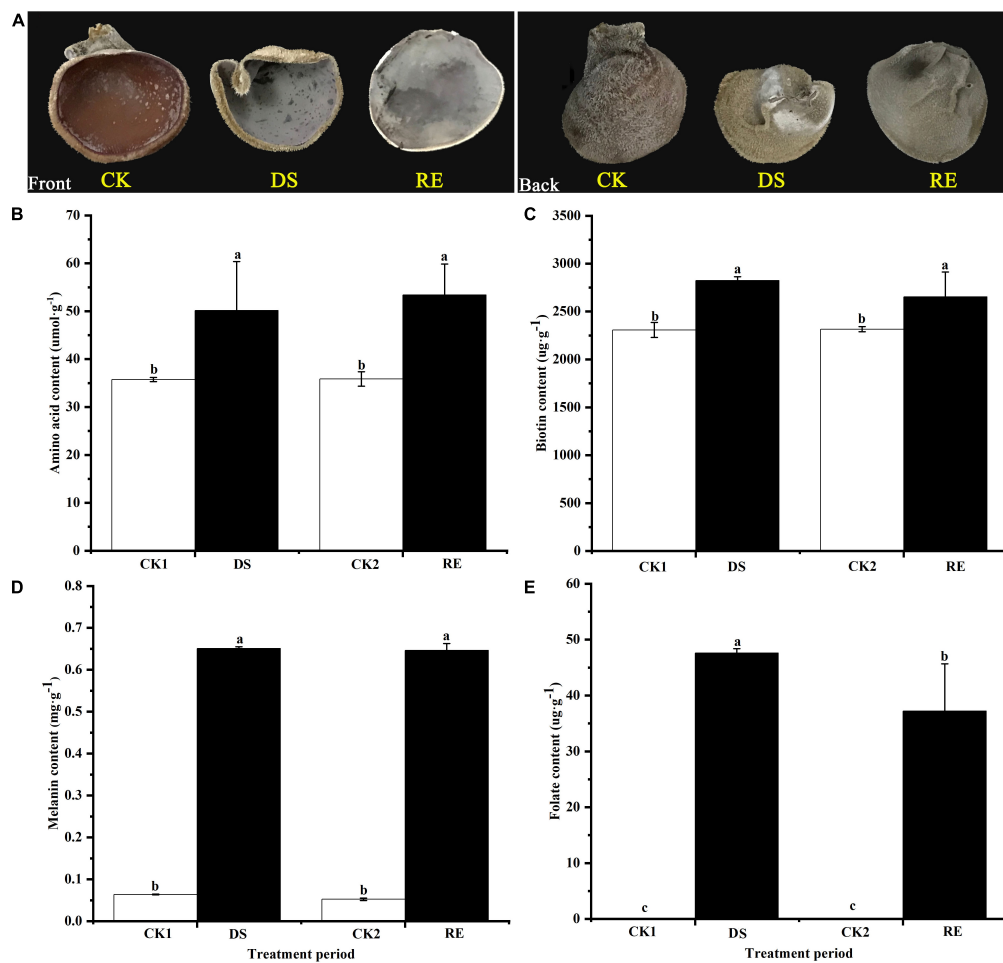 A
Front CK DS RE
Back CK DS RE
B
Amino acid content (umol·g⁻¹)
70
60
50
40
30
20
10
0
b a b a
CK1 DS CK2 RE
C
Biotin content (ug·g⁻¹)
3500
3000
2500
2000
1500
1000
500
0
b a b a
CK1 DS CK2 RE
D
Melanin content (mg·g⁻¹)
0.8
0.7
0.6
0.5
0.4
0.3
0.2
0.1
0.0
b a b a
CK1 DS CK2 RE
Treatment period
E
Folate content (ug·g⁻¹)
60
50
40
30
20
10
0
c a c b
CK1 DS CK2 RE
Treatment period